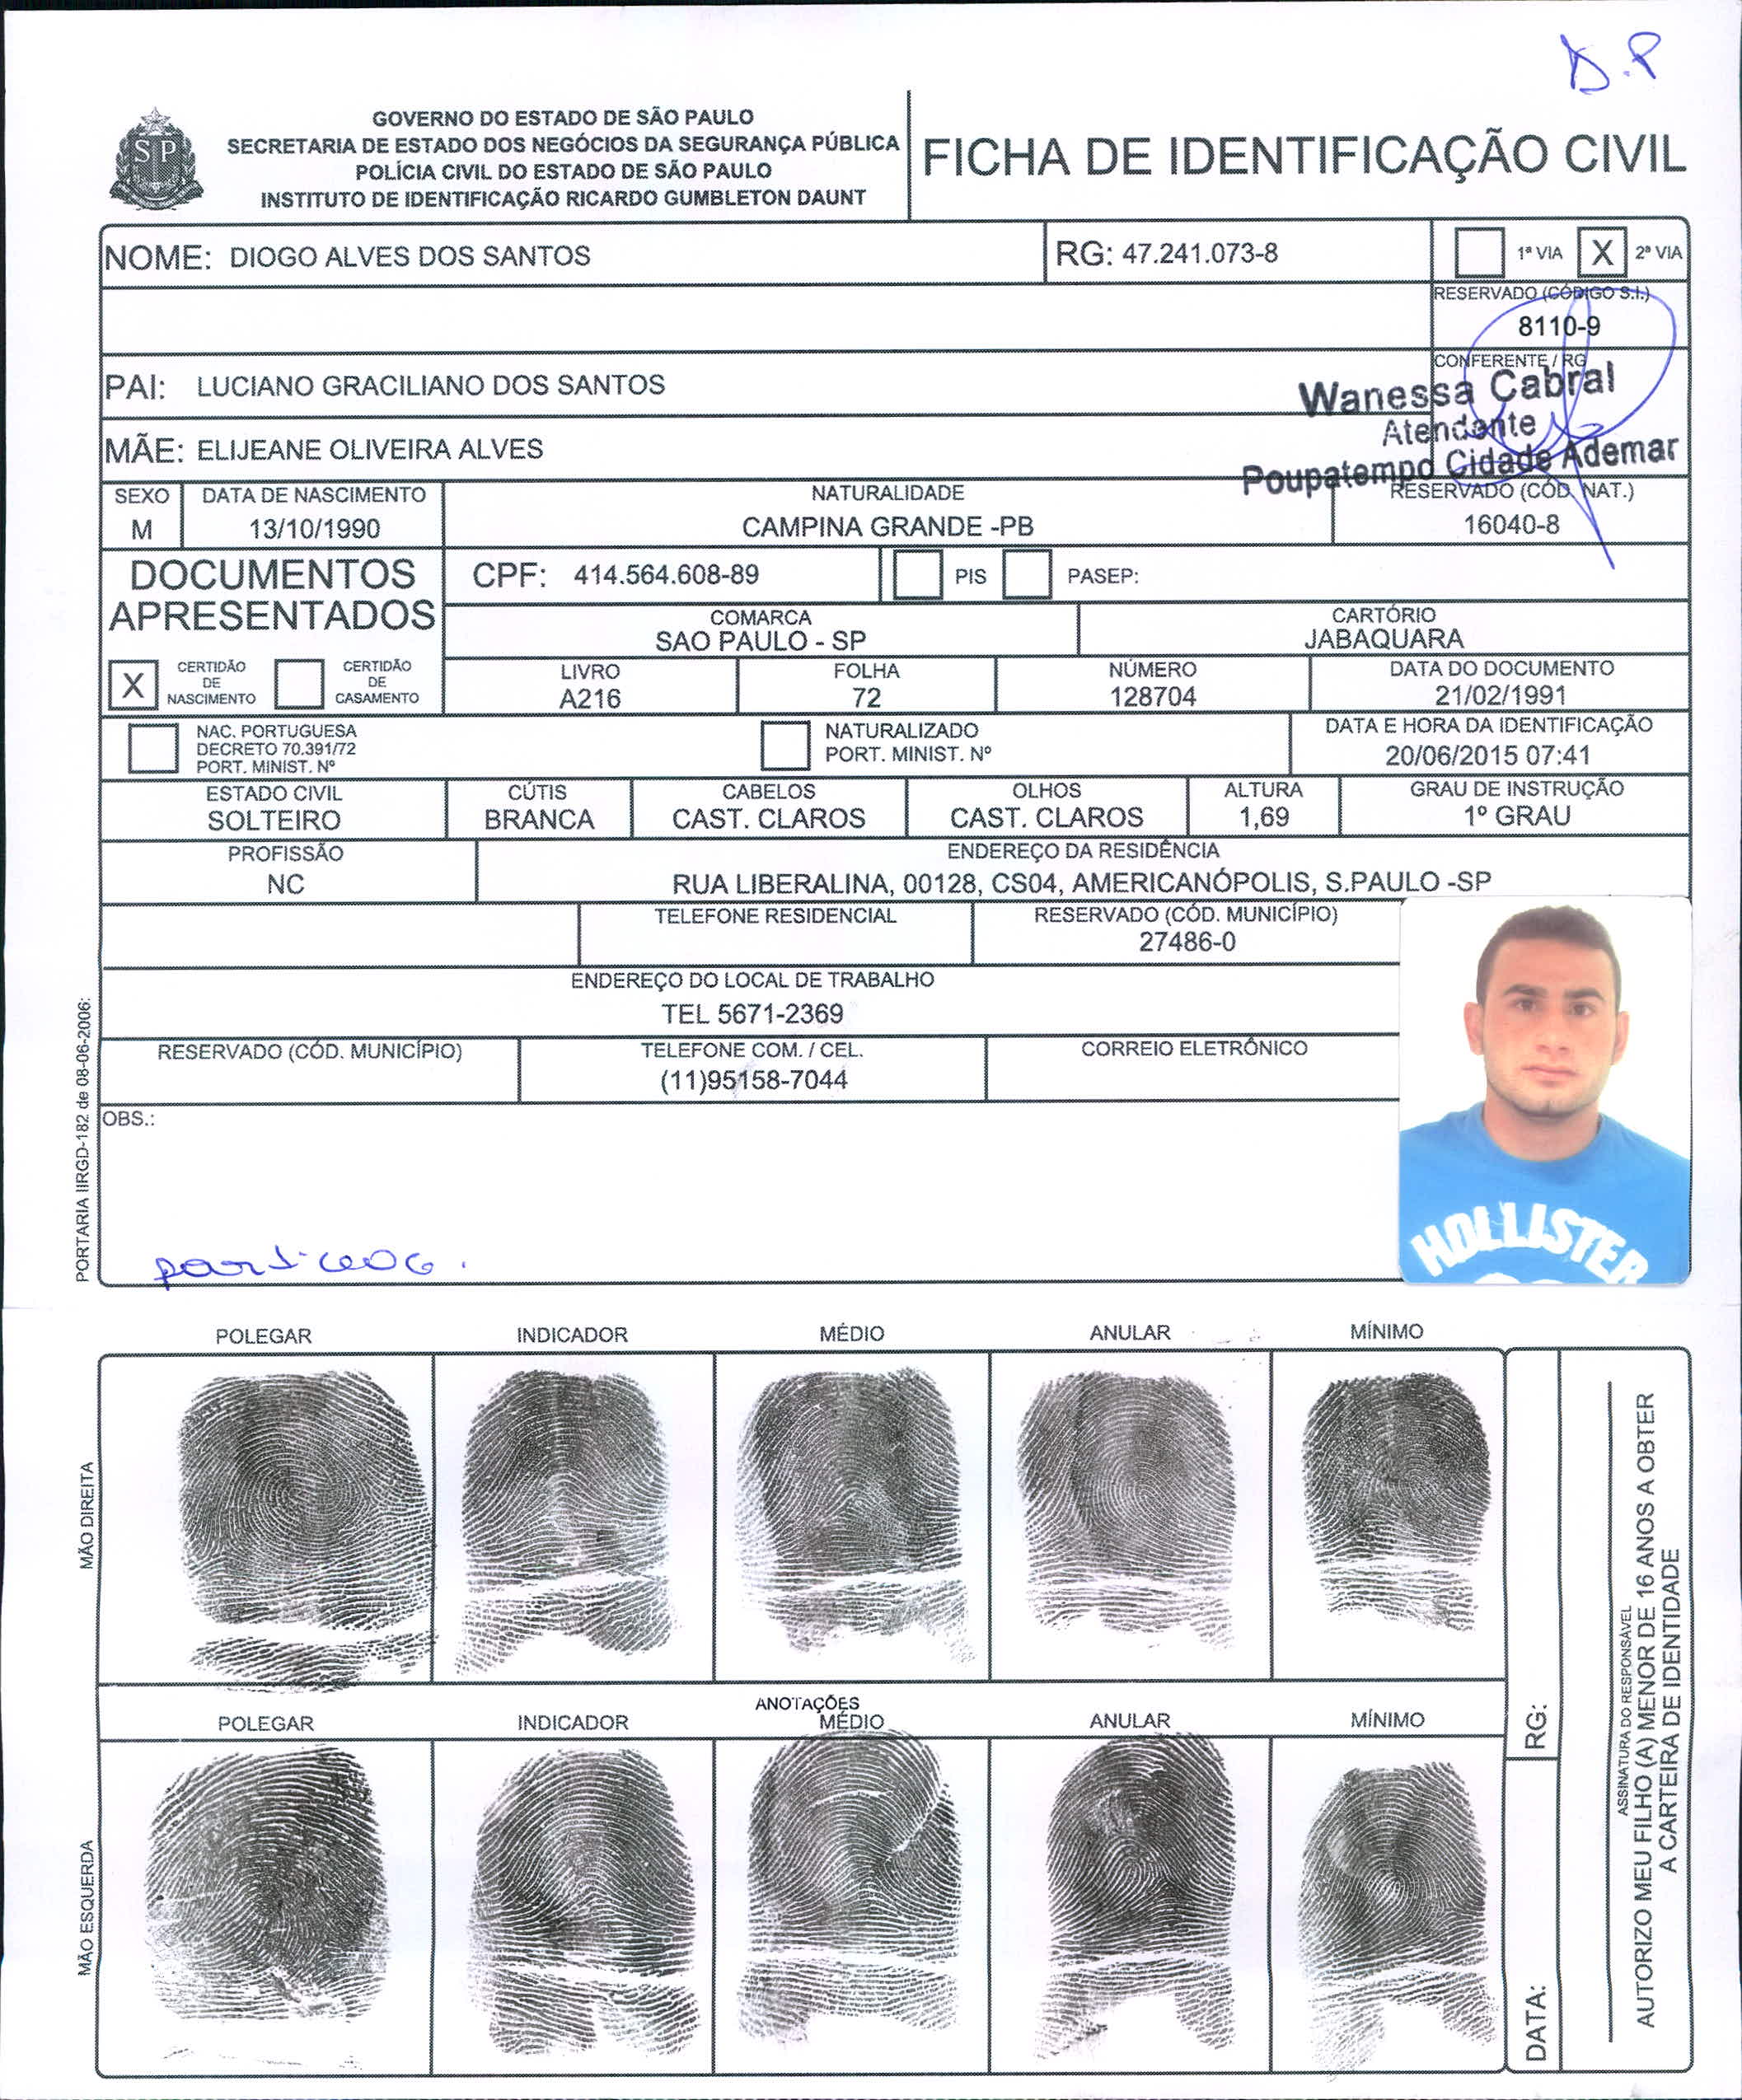 D.P
GOVERNO DO ESTADO DE SÃO PAULO
SECRETARIA DE ESTADO DOS NEGÓCIOS DA SEGURANÇA PÚBLICA
POLÍCIA CIVIL DO ESTADO DE SÃO PAULO
INSTITUTO DE IDENTIFICAÇÃO RICARDO GUMBLETON DAUNT
SP
FICHA DE IDENTIFICAÇÃO CIVIL
NOME: DIOGO ALVES DOS SANTOS
RG: 47.241.073-8
1ª VIA X 2ª VIA
RESERVADO (CÓDIGO S.I.)
8110-9
CONFERENTE / RG
PAI: LUCIANO GRACILIANO DOS SANTOS
Wanessa Cabral
Atendente
Poupatempo Cidade Ademar
MÃE: ELIJEANE OLIVEIRA ALVES
SEXO
M
DATA DE NASCIMENTO
13/10/1990
NATURALIDADE
CAMPINA GRANDE -PB
RESERVADO (CÓD. NAT.)
16040-8
DOCUMENTOS
APRESENTADOS
CPF: 414.564.608-89
PIS
PASEP:
COMARCA
SAO PAULO - SP
CARTÓRIO
JABAQUARA
X
CERTIDÃO
DE
NASCIMENTO
CERTIDÃO
DE
CASAMENTO
LIVRO
A216
FOLHA
72
NÚMERO
128704
DATA DO DOCUMENTO
21/02/1991
NAC. PORTUGUESA
DECRETO 70.391/72
PORT. MINIST. Nº
NATURALIZADO
PORT. MINIST. Nº
DATA E HORA DA IDENTIFICAÇÃO
20/06/2015 07:41
ESTADO CIVIL
SOLTEIRO
CÚTIS
BRANCA
CABELOS
CAST. CLAROS
OLHOS
CAST. CLAROS
ALTURA
1,69
GRAU DE INSTRUÇÃO
1º GRAU
PROFISSÃO
NC
ENDEREÇO DA RESIDÊNCIA
RUA LIBERALINA, 00128, CS04, AMERICANÓPOLIS, S.PAULO -SP
TELEFONE RESIDENCIAL
RESERVADO (CÓD. MUNICÍPIO)
27486-0
ENDEREÇO DO LOCAL DE TRABALHO
TEL 5671-2369
RESERVADO (CÓD. MUNICÍPIO)
TELEFONE COM. / CEL.
(11)95158-7044
CORREIO ELETRÔNICO
OBS.:
HOLLISTER
PORTARIA IIRGD-182 de 08-06-2006:
POLEGAR
INDICADOR
MÉDIO
ANULAR
MÍNIMO
MÃO DIREITA
ANOTAÇÕES
POLEGAR
INDICADOR
MÉDIO
ANULAR
MÍNIMO
MÃO ESQUERDA
RG:
DATA:
ASSINATURA DO RESPONSÁVEL
AUTORIZO MEU FILHO (A) MENOR DE 16 ANOS A OBTER
A CARTEIRA DE IDENTIDADE